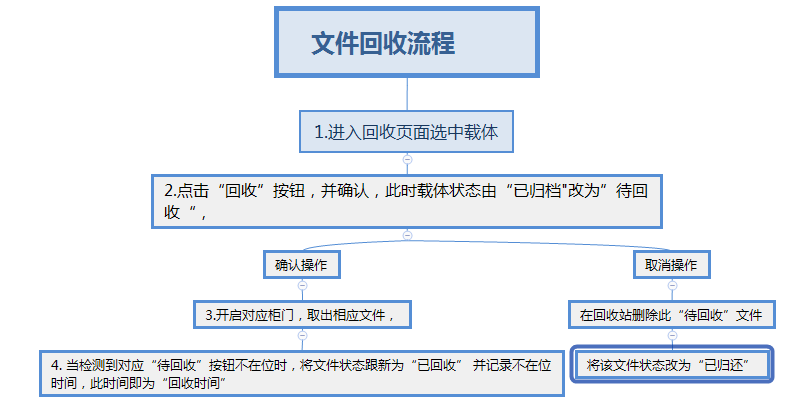 文件回收流程
1.进入回收页面选中载体
2.点击“回收”按钮，并确认，此时载体状态由“已归档"改为”待回
收“，
确认操作
取消操作
3.开启对应柜门，取出相应文件，
在回收站删除此“待回收”文件
4. 当检测到对应“待回收”按钮不在位时，将文件状态跟新为“已回收” 并记录不在位
时间，此时间即为“回收时间”
将该文件状态改为“已归还”